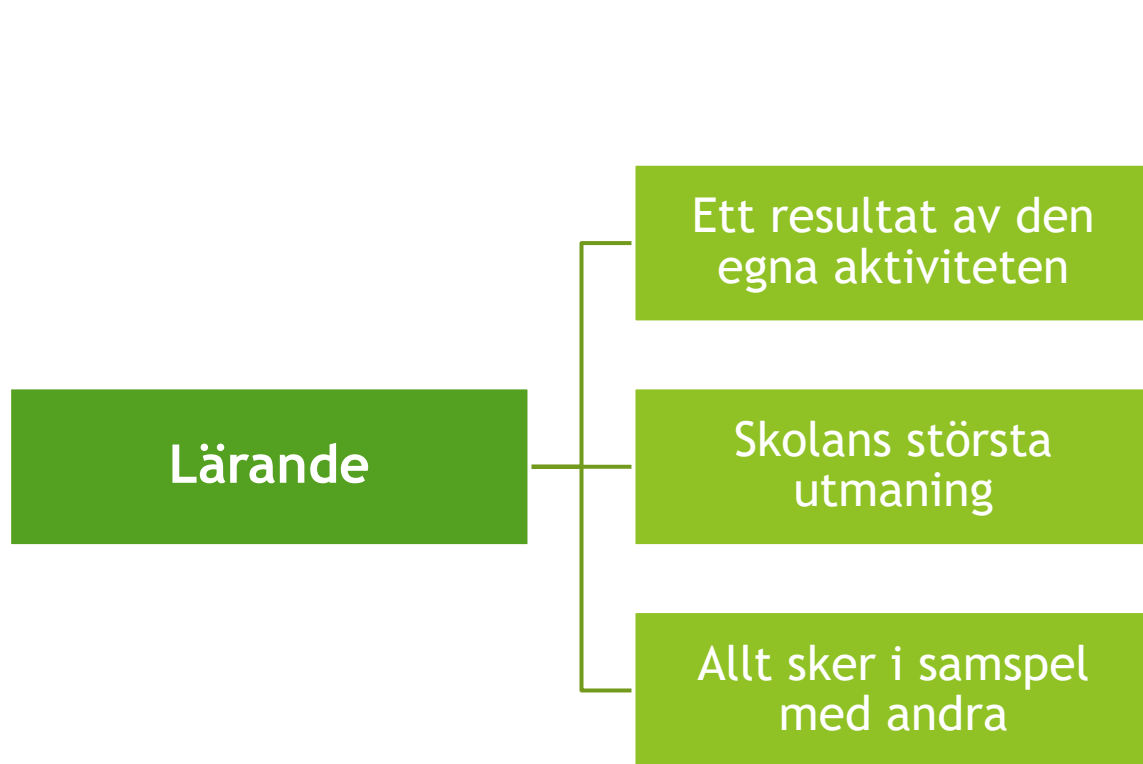 Ett resultat av den
egna aktiviteten
Lärande
Skolans största
utmaning
Allt sker i samspel
med andra